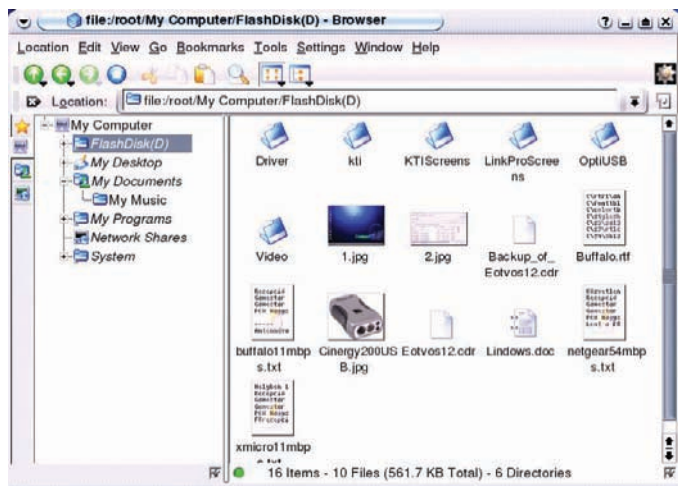 file:/root/My Computer/FlashDisk(D) - Browser
Location Edit View Go Bookmarks Tools Settings Window Help
Location: file:/root/My Computer/FlashDisk(D)
My Computer
FlashDisk(D)
My Desktop
My Documents
My Music
My Programs
Network Shares
System
Driver kti KTIScreens LinkProScree
ns OptiUSB
Video 1.jpg 2.jpg Backup_of_
Eotvos12.cdr Buffalo.rtf
buffalo11mbp
s.txt Cinergy200US
B.jpg Eotvos12.cdr Lindows.doc netgear54mbp
s.txt
xmicro11mbp
16 Items - 10 Files (561.7 KB Total) - 6 Directories